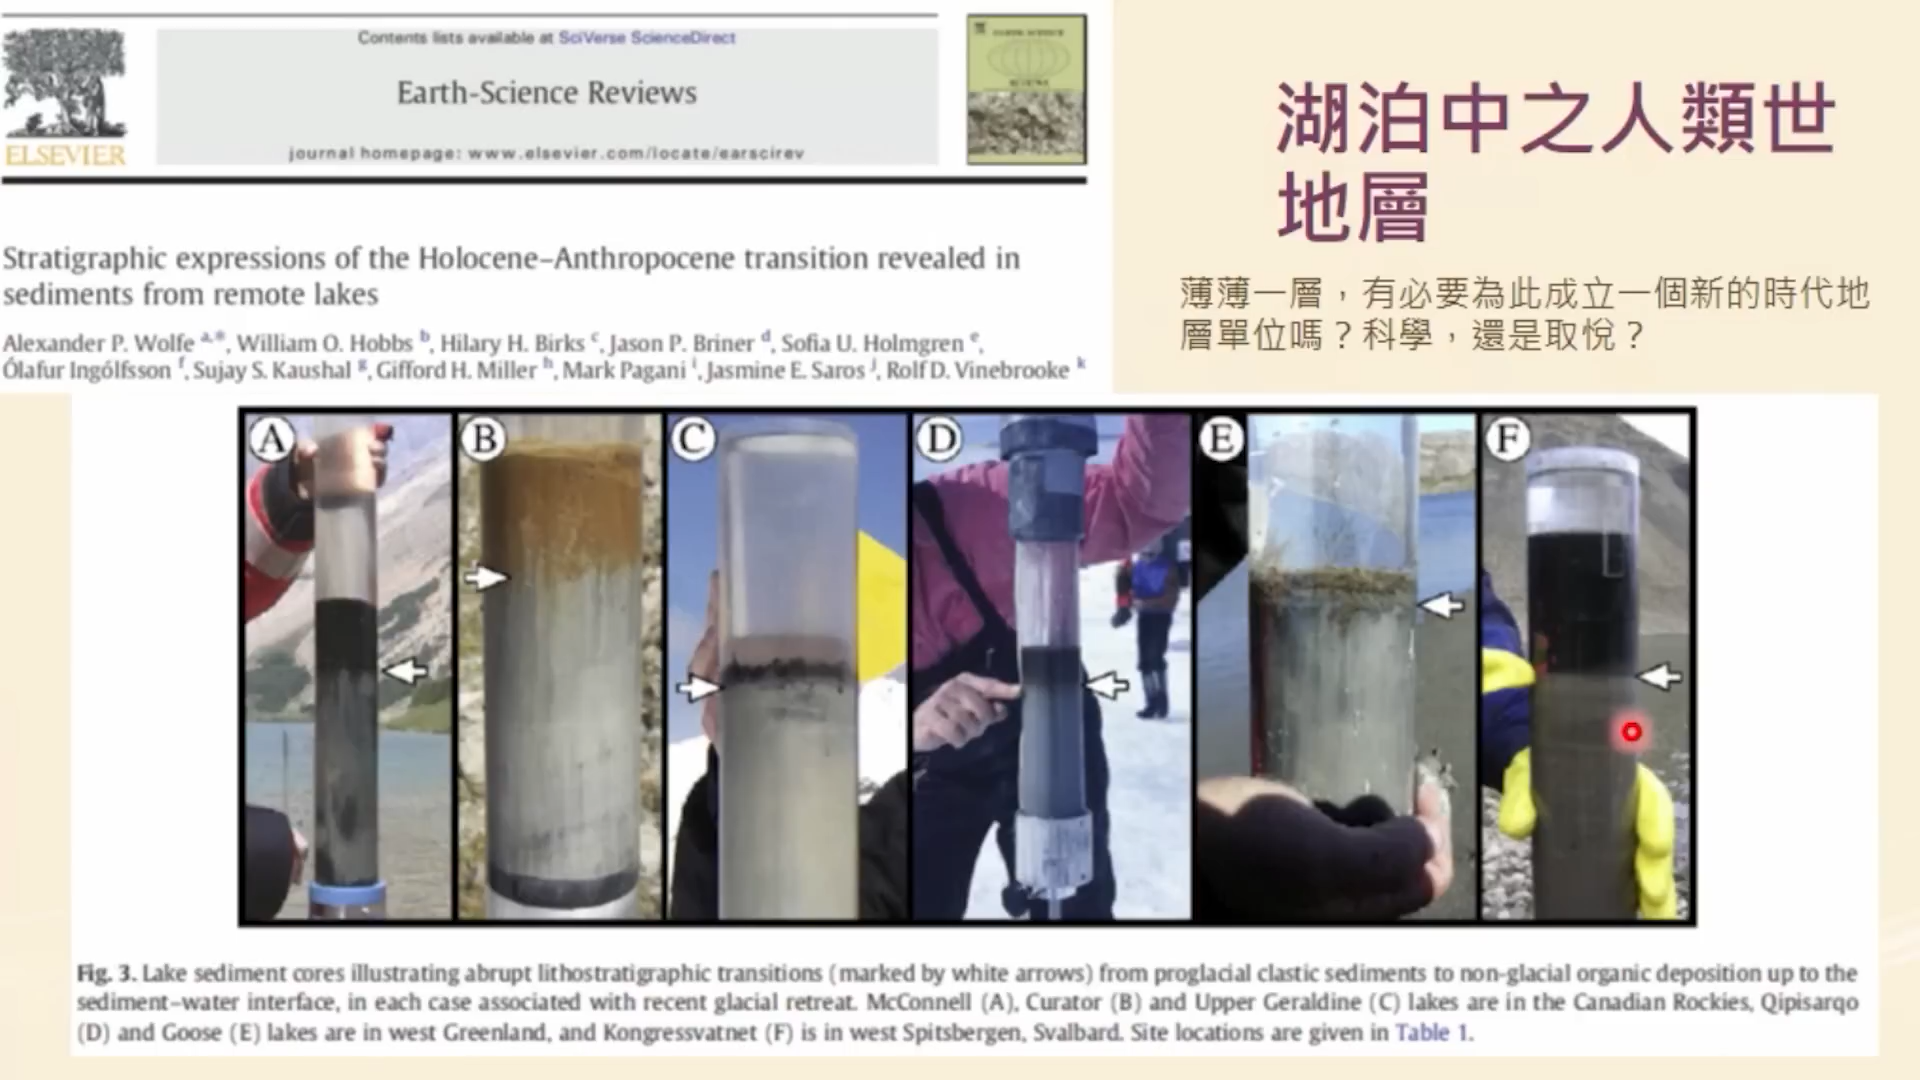 Contents lists available at SciVerse ScienceDirect
Earth-Science Reviews
journal homepage: www.elsevier.com/locate/earscirev
ELSEVIER
湖泊中之人類世
地層
薄薄一層，有必要為此成立一個新的時代地
層單位嗎？科學，還是取悅？
Stratigraphic expressions of the Holocene–Anthropocene transition revealed in
sediments from remote lakes
Alexander P. Wolfe a,*, William O. Hobbs b, Hilary H. Birks c, Jason P. Briner d, Sofia U. Holmgren e,
Ólafur Ingólfsson f, Sujay S. Kaushal g, Gifford H. Miller h, Mark Pagani i, Jasmine E. Saros j, Rolf D. Vinebrooke k
A B C D E F
Fig. 3. Lake sediment cores illustrating abrupt lithostratigraphic transitions (marked by white arrows) from proglacial clastic sediments to non-glacial organic deposition up to the
sediment–water interface, in each case associated with recent glacial retreat. McConnell (A), Curator (B) and Upper Geraldine (C) lakes are in the Canadian Rockies, Qipisarqo
(D) and Goose (E) lakes are in west Greenland, and Kongressvatnet (F) is in west Spitsbergen, Svalbard. Site locations are given in Table 1.